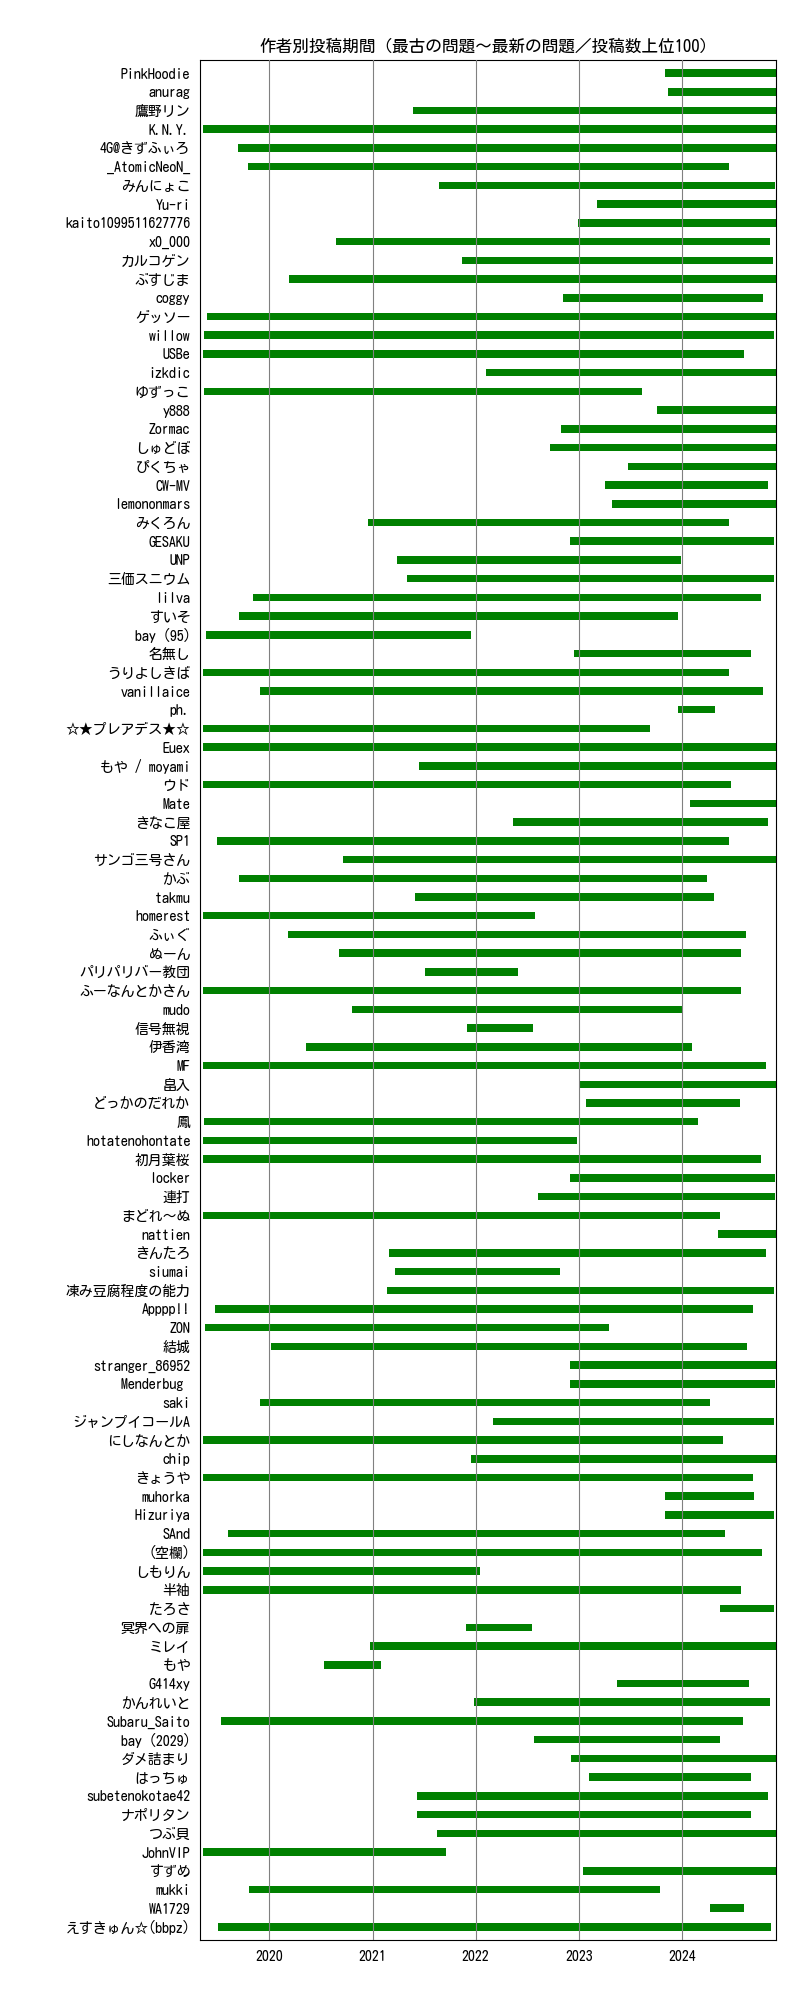 作者別投稿期間（最古の問題～最新の問題／投稿数上位100）
PinkHoodie
anurag
鷹野リン
K.N.Y.
4G@きずふぃろ
_AtomicNeoN_
みんにょこ
Yu-ri
kaito1099511627776
x0_000
カルコゲン
ぶすじま
coggy
ゲッソー
willow
USBe
izkdic
ゆずっこ
y888
Zormac
しゅどぼ
ぴくちゃ
CW-MV
lemononmars
みくろん
GESAKU
UNP
三価スニウム
lilva
すいそ
bay (95)
名無し
うりよしきば
vanillaice
ph.
☆★プレアデス★☆
Euex
もや / moyami
ウド
Mate
きなこ屋
SP1
サンゴ三号さん
かぶ
takmu
homerest
ふぃぐ
ぬーん
パリパリバー教団
ふーなんとかさん
mudo
信号無視
伊香湾
MF
畠入
どっかのだれか
鳳
hotatenohontate
初月葉桜
locker
連打
まどれ～ぬ
nattien
きんたろ
siumai
凍み豆腐程度の能力
Appppll
ZON
結城
stranger_86952
Menderbug
saki
ジャンプイコールA
にしなんとか
chip
きょうや
muhorka
Hizuriya
SAnd
(空欄)
しもりん
半袖
たろさ
冥界への扉
ミレイ
もや
G414xy
かんれいと
Subaru_Saito
bay (2029)
ダメ詰まり
はっちゅ
subetenokotae42
ナポリタン
つぶ貝
JohnVIP
すずめ
mukki
WA1729
えすきゅん☆(bbpz)
2020 2021 2022 2023 2024